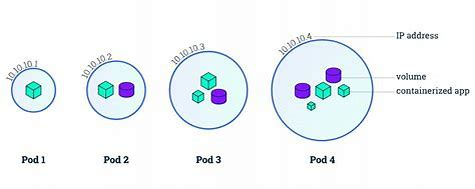 10.10.10.1
10.10.10.2
10.10.10.3
10.10.10.4
IP address
volume
containerized app
Pod 1
Pod 2
Pod 3
Pod 4